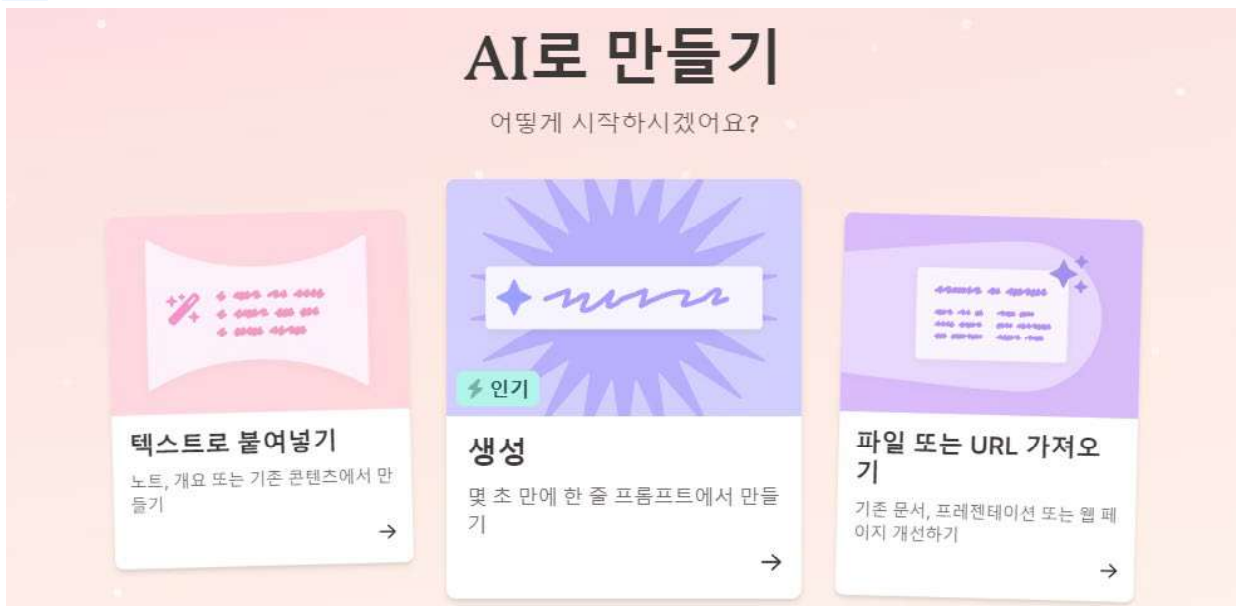 AI로 만들기
어떻게 시작하시겠어요?
텍스트로 붙여넣기
노트, 개요 또는 기존 콘텐츠에서 만
들기
인기
생성
몇 초 만에 한 줄 프롬프트에서 만들
기
파일 또는 URL 가져오
기
기존 문서, 프레젠테이션 또는 웹 페
이지 개선하기